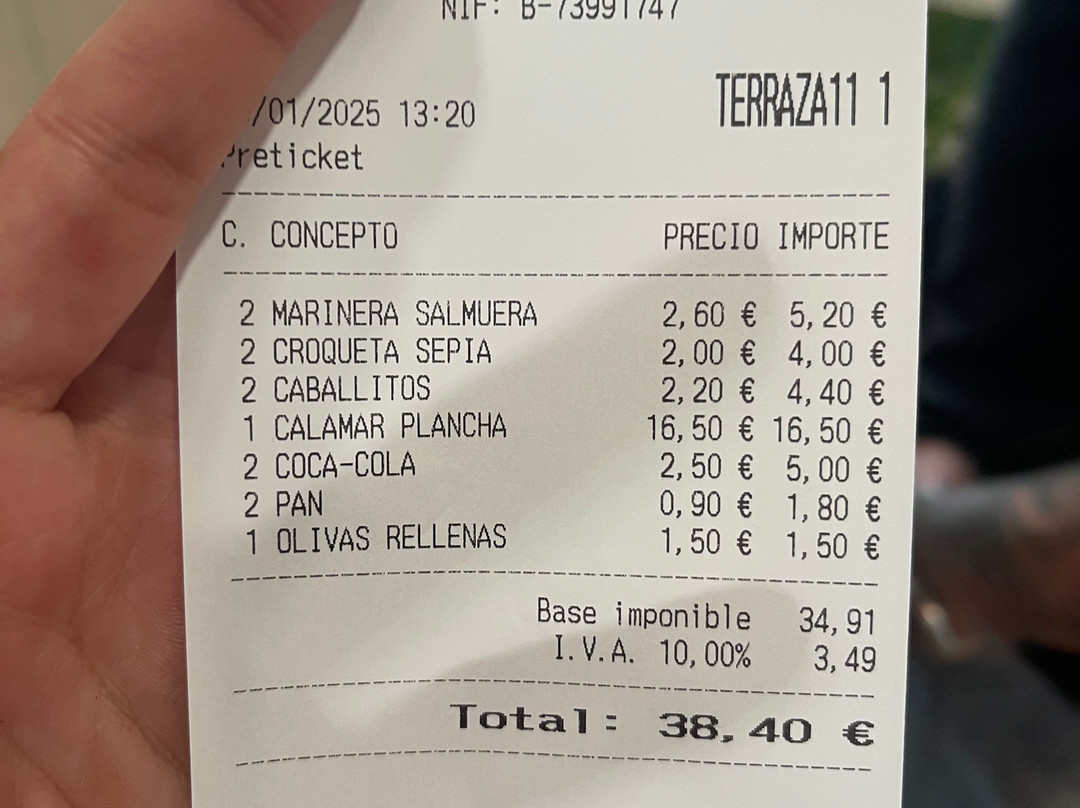 NIF: B-73991747
/01/2025 13:20
TERRAZA11 1
Preticket
C. CONCEPTO PRECIO IMPORTE
2 MARINERA SALMUERA 2,60 € 5,20 €
2 CROQUETA SEPIA 2,00 € 4,00 €
2 CABALLITOS 2,20 € 4,40 €
1 CALAMAR PLANCHA 16,50 € 16,50 €
2 COCA-COLA 2,50 € 5,00 €
2 PAN 0,90 € 1,80 €
1 OLIVAS RELLENAS 1,50 € 1,50 €
Base imponible 34,91
I.V.A. 10,00% 3,49
Total: 38,40 €